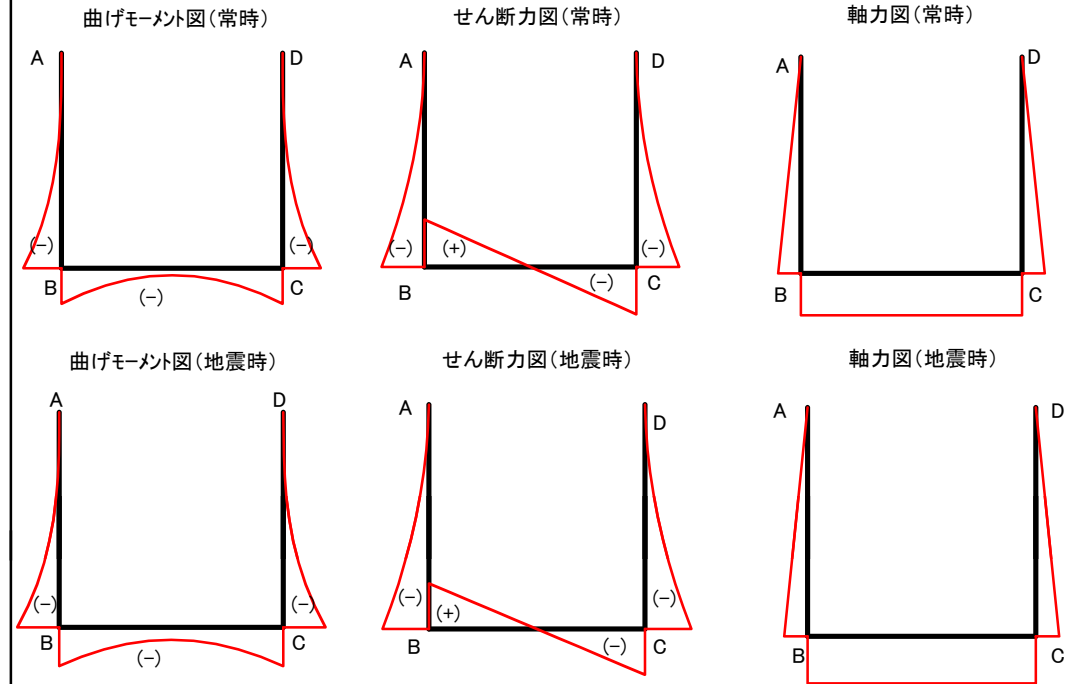 曲げモーメント図(常時)
せん断力図(常時)
軸力図(常時)
A D
(-) (-)
B (-) C
A D
(-) (+) (-) (-)
B C
A D
B C
曲げモーメント図(地震時)
せん断力図(地震時)
軸力図(地震時)
A D
(-) (-)
B (-) C
A D
(-) (+) (-) (-)
B C
A D
B C